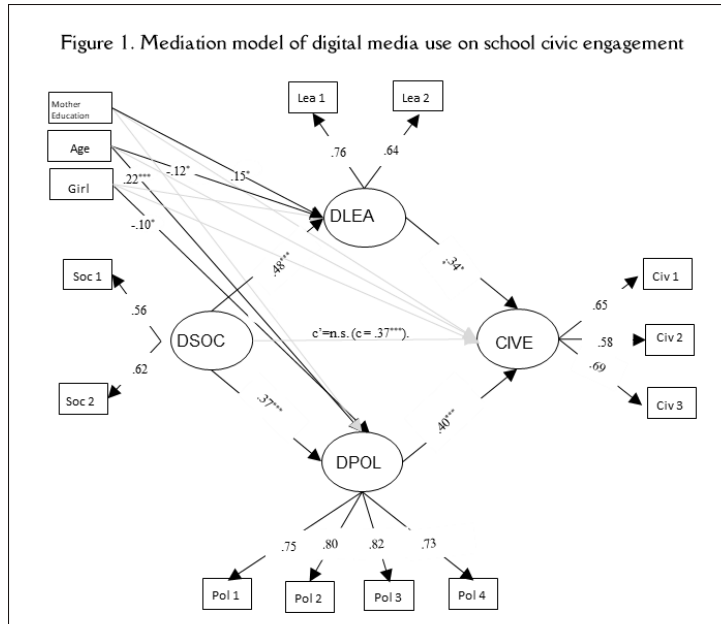 Figure 1. Mediation model of digital media use on school civic engagement
Mother
Education
Age
Girl
Lea 1
Lea 2
.76
.64
-.12*
.15*
.22***
-.10*
DLEA
.48***
.34*
Soc 1
.56
DSOC
.62
Soc 2
c'=n.s. (c = .37***).
CIVE
.65
Civ 1
.58
Civ 2
.69
Civ 3
.37***
.40***
DPOL
.75
.80
.82
.73
Pol 1
Pol 2
Pol 3
Pol 4